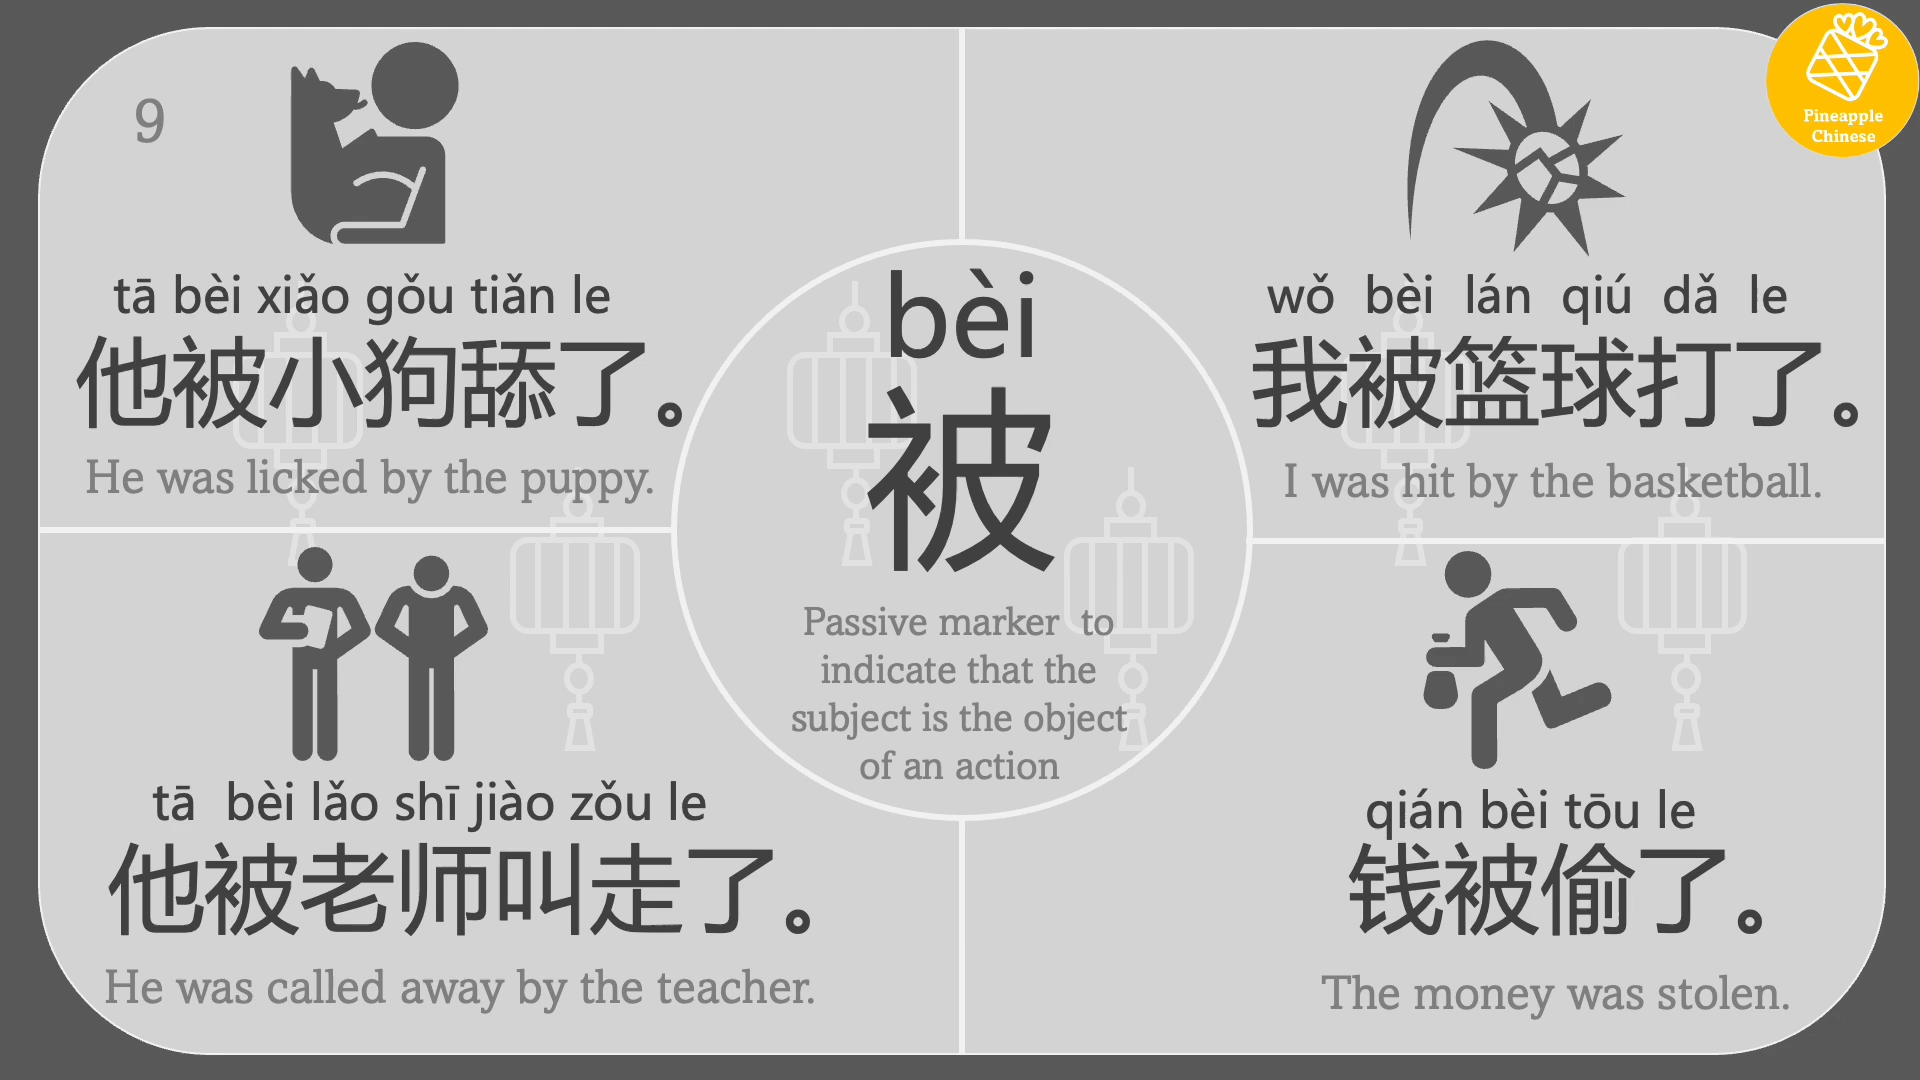 9
tā bèi xiǎo gǒu tiǎn le
他被小狗舔了。
He was licked by the puppy.
wǒ bèi lán qiú dǎ le
我被篮球打了。
I was hit by the basketball.
Pineapple
Chinese
bèi
被
Passive marker to
indicate that the
subject is the object
of an action
tā bèi lǎo shī jiào zǒu le
他被老师叫走了。
He was called away by the teacher.
qián bèi tōu le
钱被偷了。
The money was stolen.